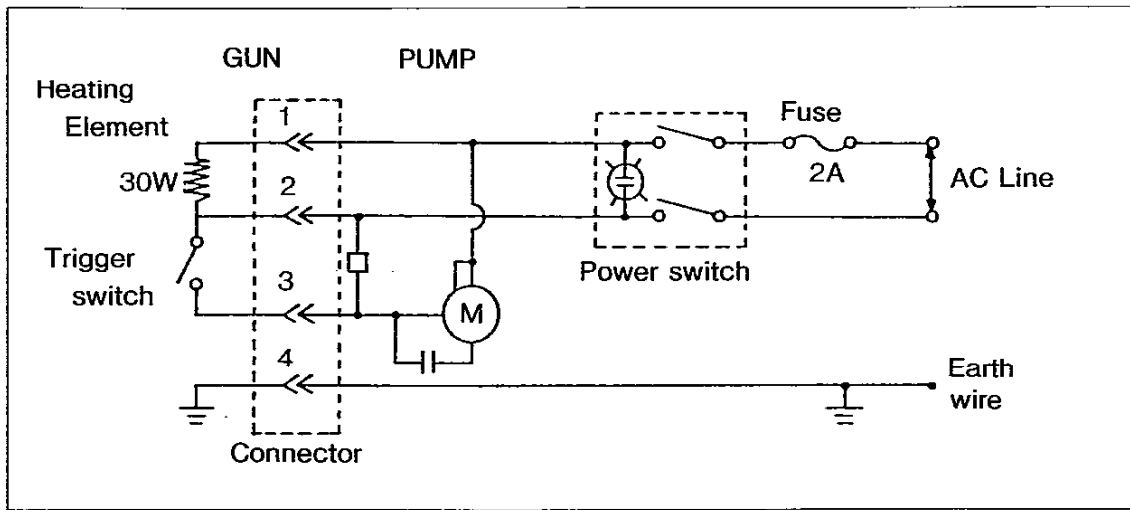 GUN
PUMP
Heating
Element
30W
1
2
3
4
Trigger
switch
Connector
M
Power switch
Fuse
2A
AC Line
Earth
wire